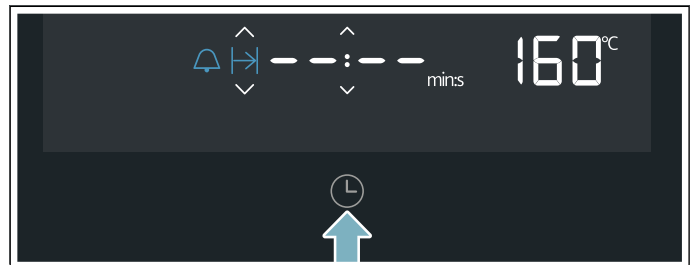 – – : – – min:s 160 °C